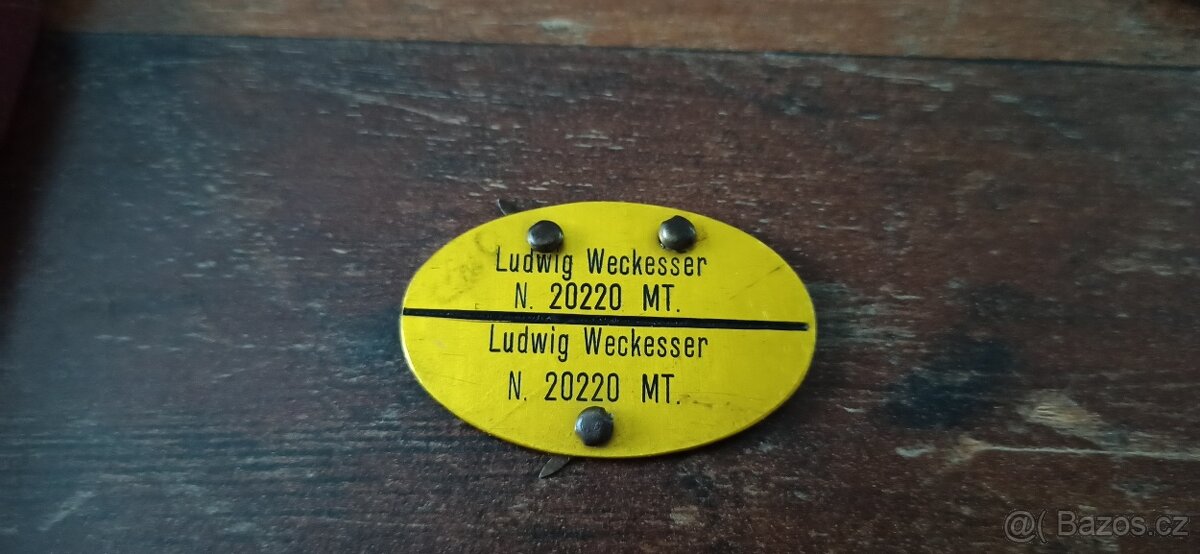 Ludwig Weckesser
N. 20220 MT.
Ludwig Weckesser
N. 20220 MT.
@( Bazos.cz